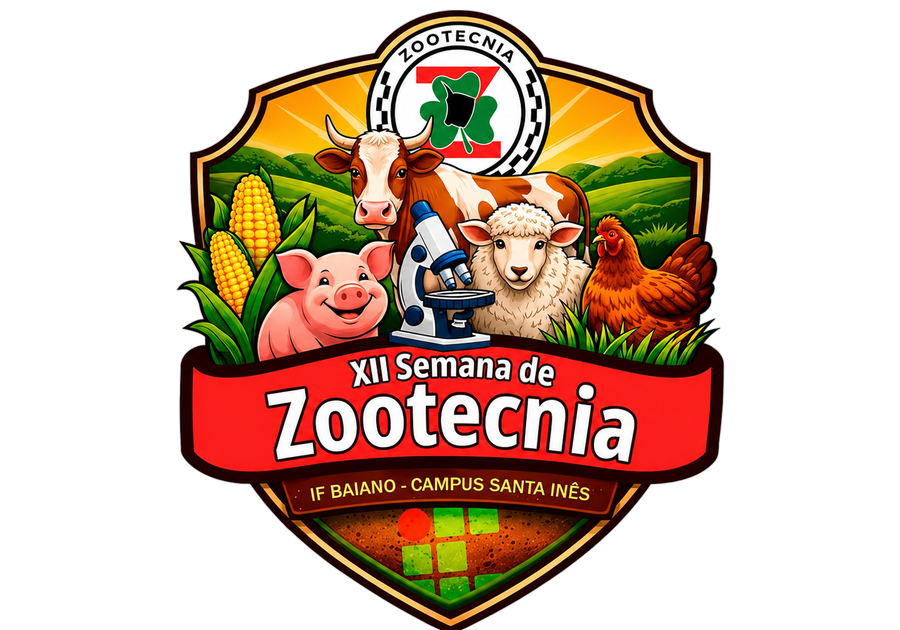 ZOOTECNIA
Z
XII Semana de
Zootecnia
IF BAIANO - CAMPUS SANTA INÊS